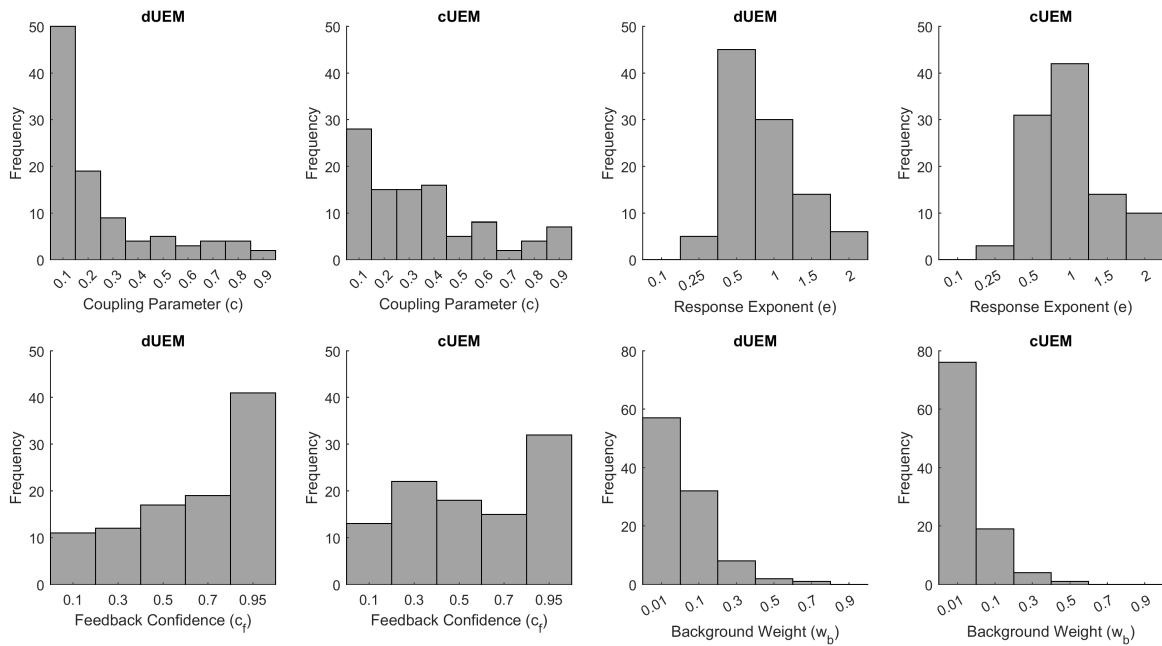 dUEM
50
40
30
20
10
0
Frequency
0.1 0.2 0.3 0.4 0.5 0.6 0.7 0.8 0.9
Coupling Parameter (c)
cUEM
50
40
30
20
10
0
Frequency
0.1 0.2 0.3 0.4 0.5 0.6 0.7 0.8 0.9
Coupling Parameter (c)
dUEM
50
40
30
20
10
0
Frequency
0.1 0.25 0.5 1 1.5 2
Response Exponent (e)
cUEM
50
40
30
20
10
0
Frequency
0.1 0.25 0.5 1 1.5 2
Response Exponent (e)
dUEM
50
40
30
20
10
0
Frequency
0.1 0.3 0.5 0.7 0.95
Feedback Confidence (c_f)
cUEM
50
40
30
20
10
0
Frequency
0.1 0.3 0.5 0.7 0.95
Feedback Confidence (c_f)
dUEM
80
60
40
20
0
Frequency
0.01 0.1 0.3 0.5 0.7 0.9
Background Weight (w_b)
cUEM
80
60
40
20
0
Frequency
0.01 0.1 0.3 0.5 0.7 0.9
Background Weight (w_b)